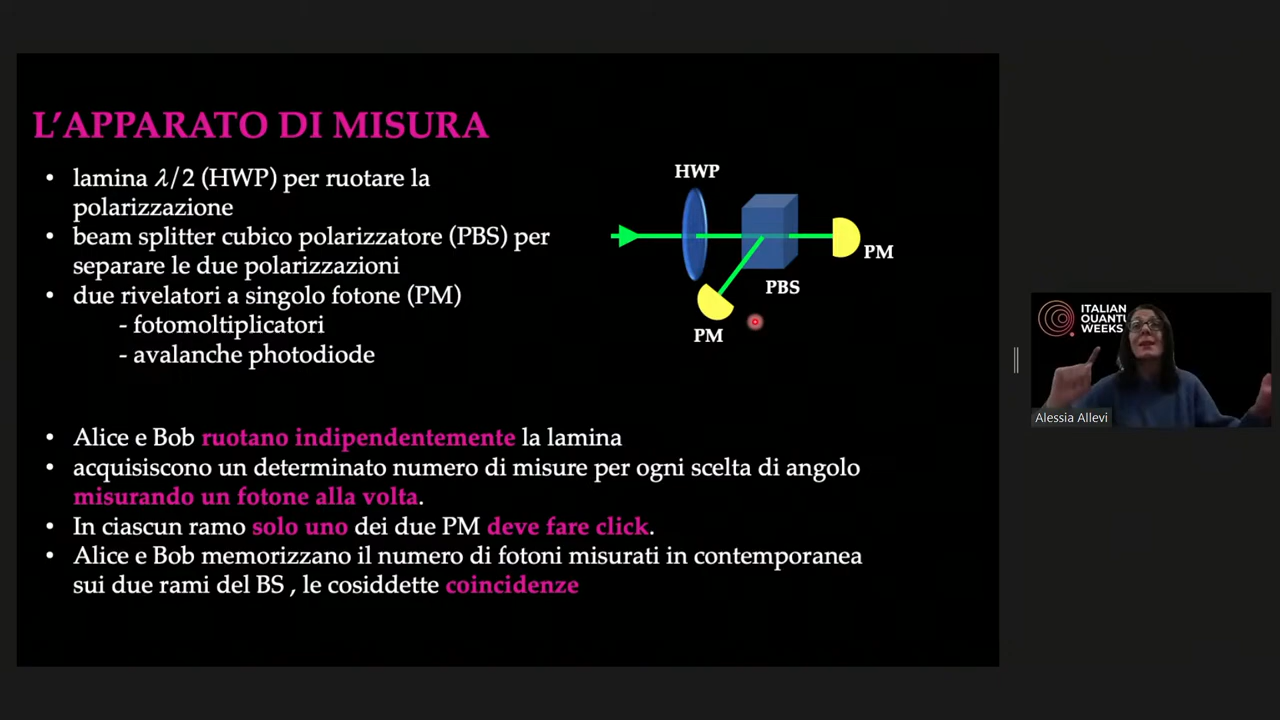 L'APPARATO DI MISURA
• lamina λ/2 (HWP) per ruotare la
polarizzazione
• beam splitter cubico polarizzatore (PBS) per
separare le due polarizzazioni
• due rivelatori a singolo fotone (PM)
- fotomoltiplicatori
- avalanche photodiode
HWP
PM
PBS
PM
• Alice e Bob ruotano indipendentemente la lamina
• acquisiscono un determinato numero di misure per ogni scelta di angolo
misurando un fotone alla volta.
• In ciascun ramo solo uno dei due PM deve fare click.
• Alice e Bob memorizzano il numero di fotoni misurati in contemporanea
sui due rami del BS , le cosiddette coincidenze
ITALIAN
QUANTU
WEEKS
Alessia Allevi